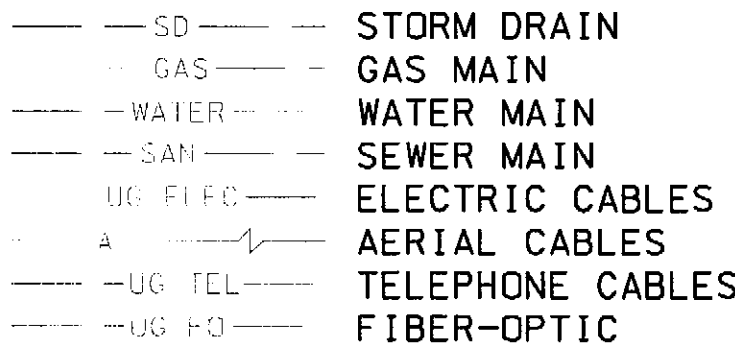 SD STORM DRAIN
GAS GAS MAIN
WATER WATER MAIN
SAN SEWER MAIN
UG ELEC ELECTRIC CABLES
A AERIAL CABLES
UG TEL TELEPHONE CABLES
UG FO FIBER-OPTIC